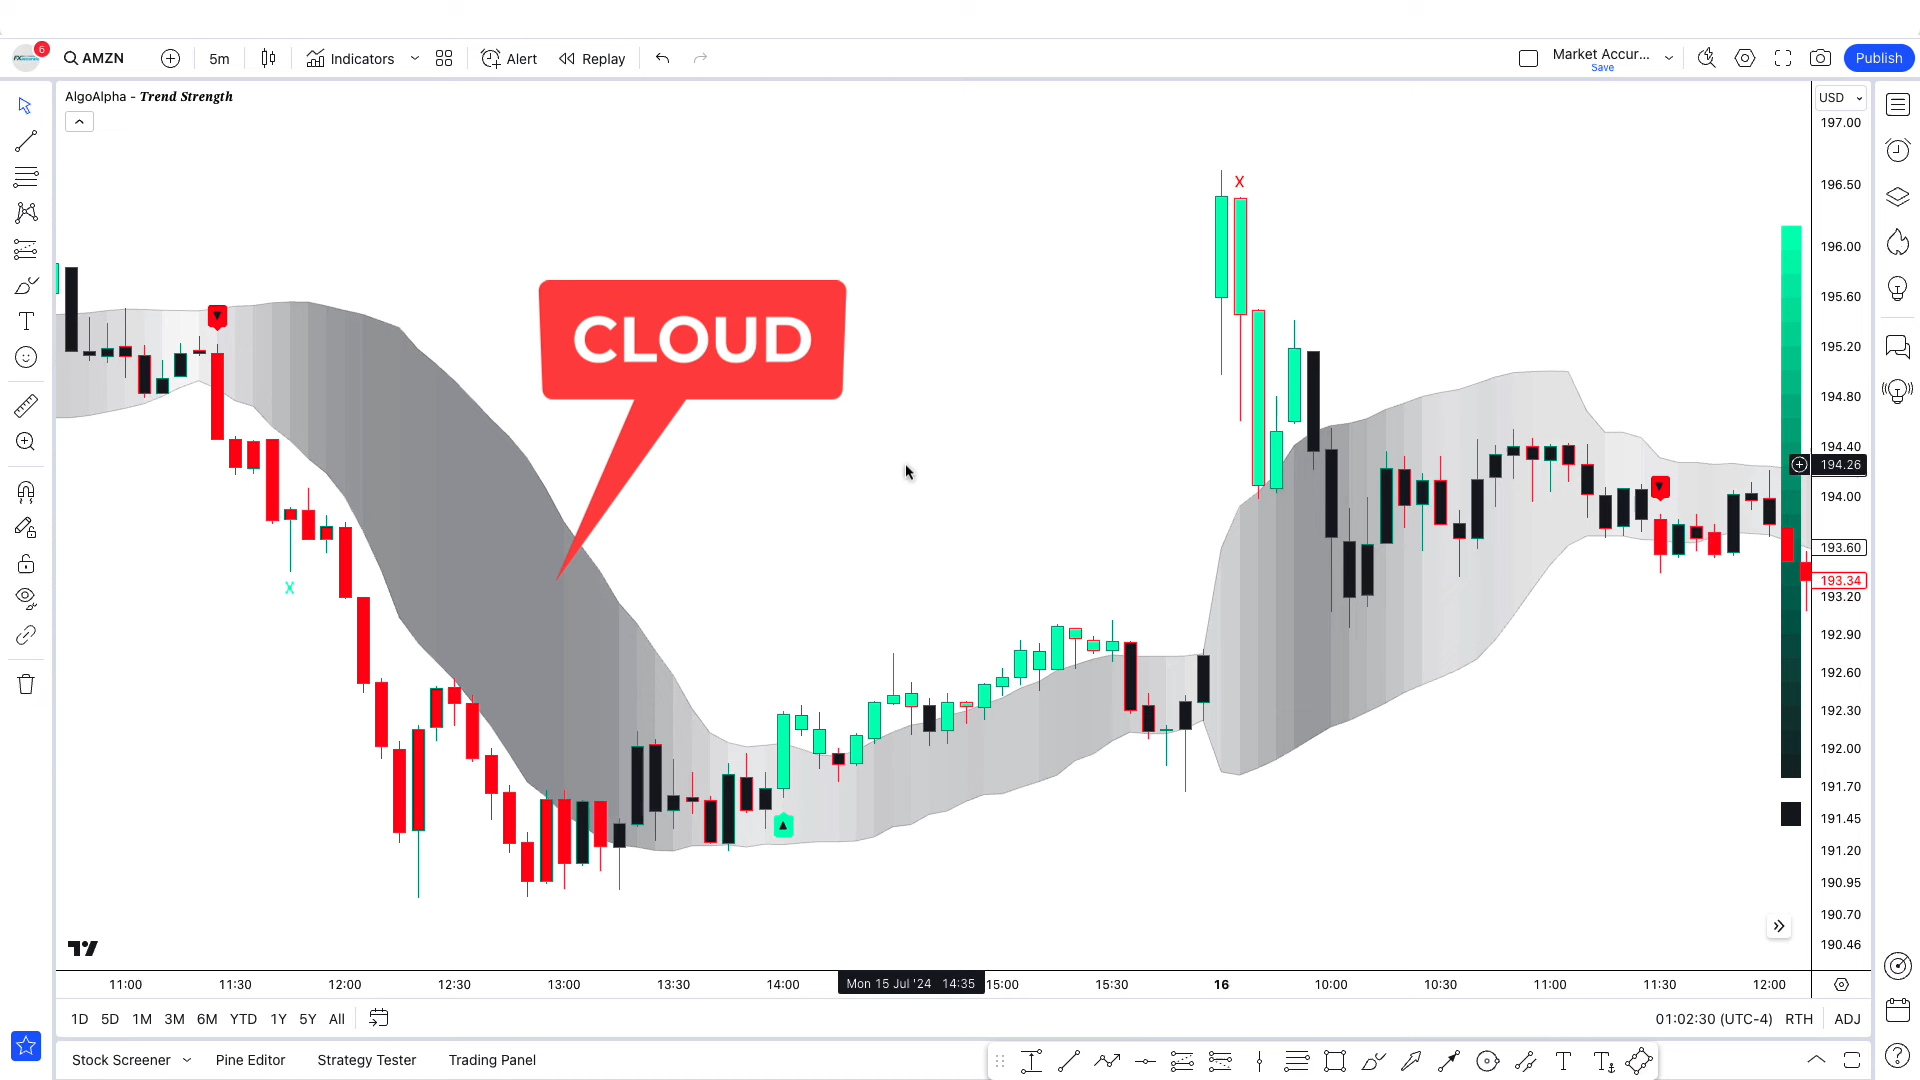 6
AMZN
5m
Indicators
Alert
Replay
Market Accur...
Save
Publish
AlgoAlpha - Trend Strength
USD
197.00
196.50
196.00
195.60
195.20
194.80
194.40
194.26
194.00
193.60
193.34
193.20
192.90
192.60
192.30
192.00
191.70
191.45
191.20
190.95
190.70
190.46
X
CLOUD
X
11:00
11:30
12:00
12:30
13:00
13:30
14:00
Mon 15 Jul '24 14:35
15:00
15:30
16
10:00
10:30
11:00
11:30
12:00
1D 5D 1M 3M 6M YTD 1Y 5Y All
01:02:30 (UTC-4) RTH ADJ
Stock Screener
Pine Editor
Strategy Tester
Trading Panel